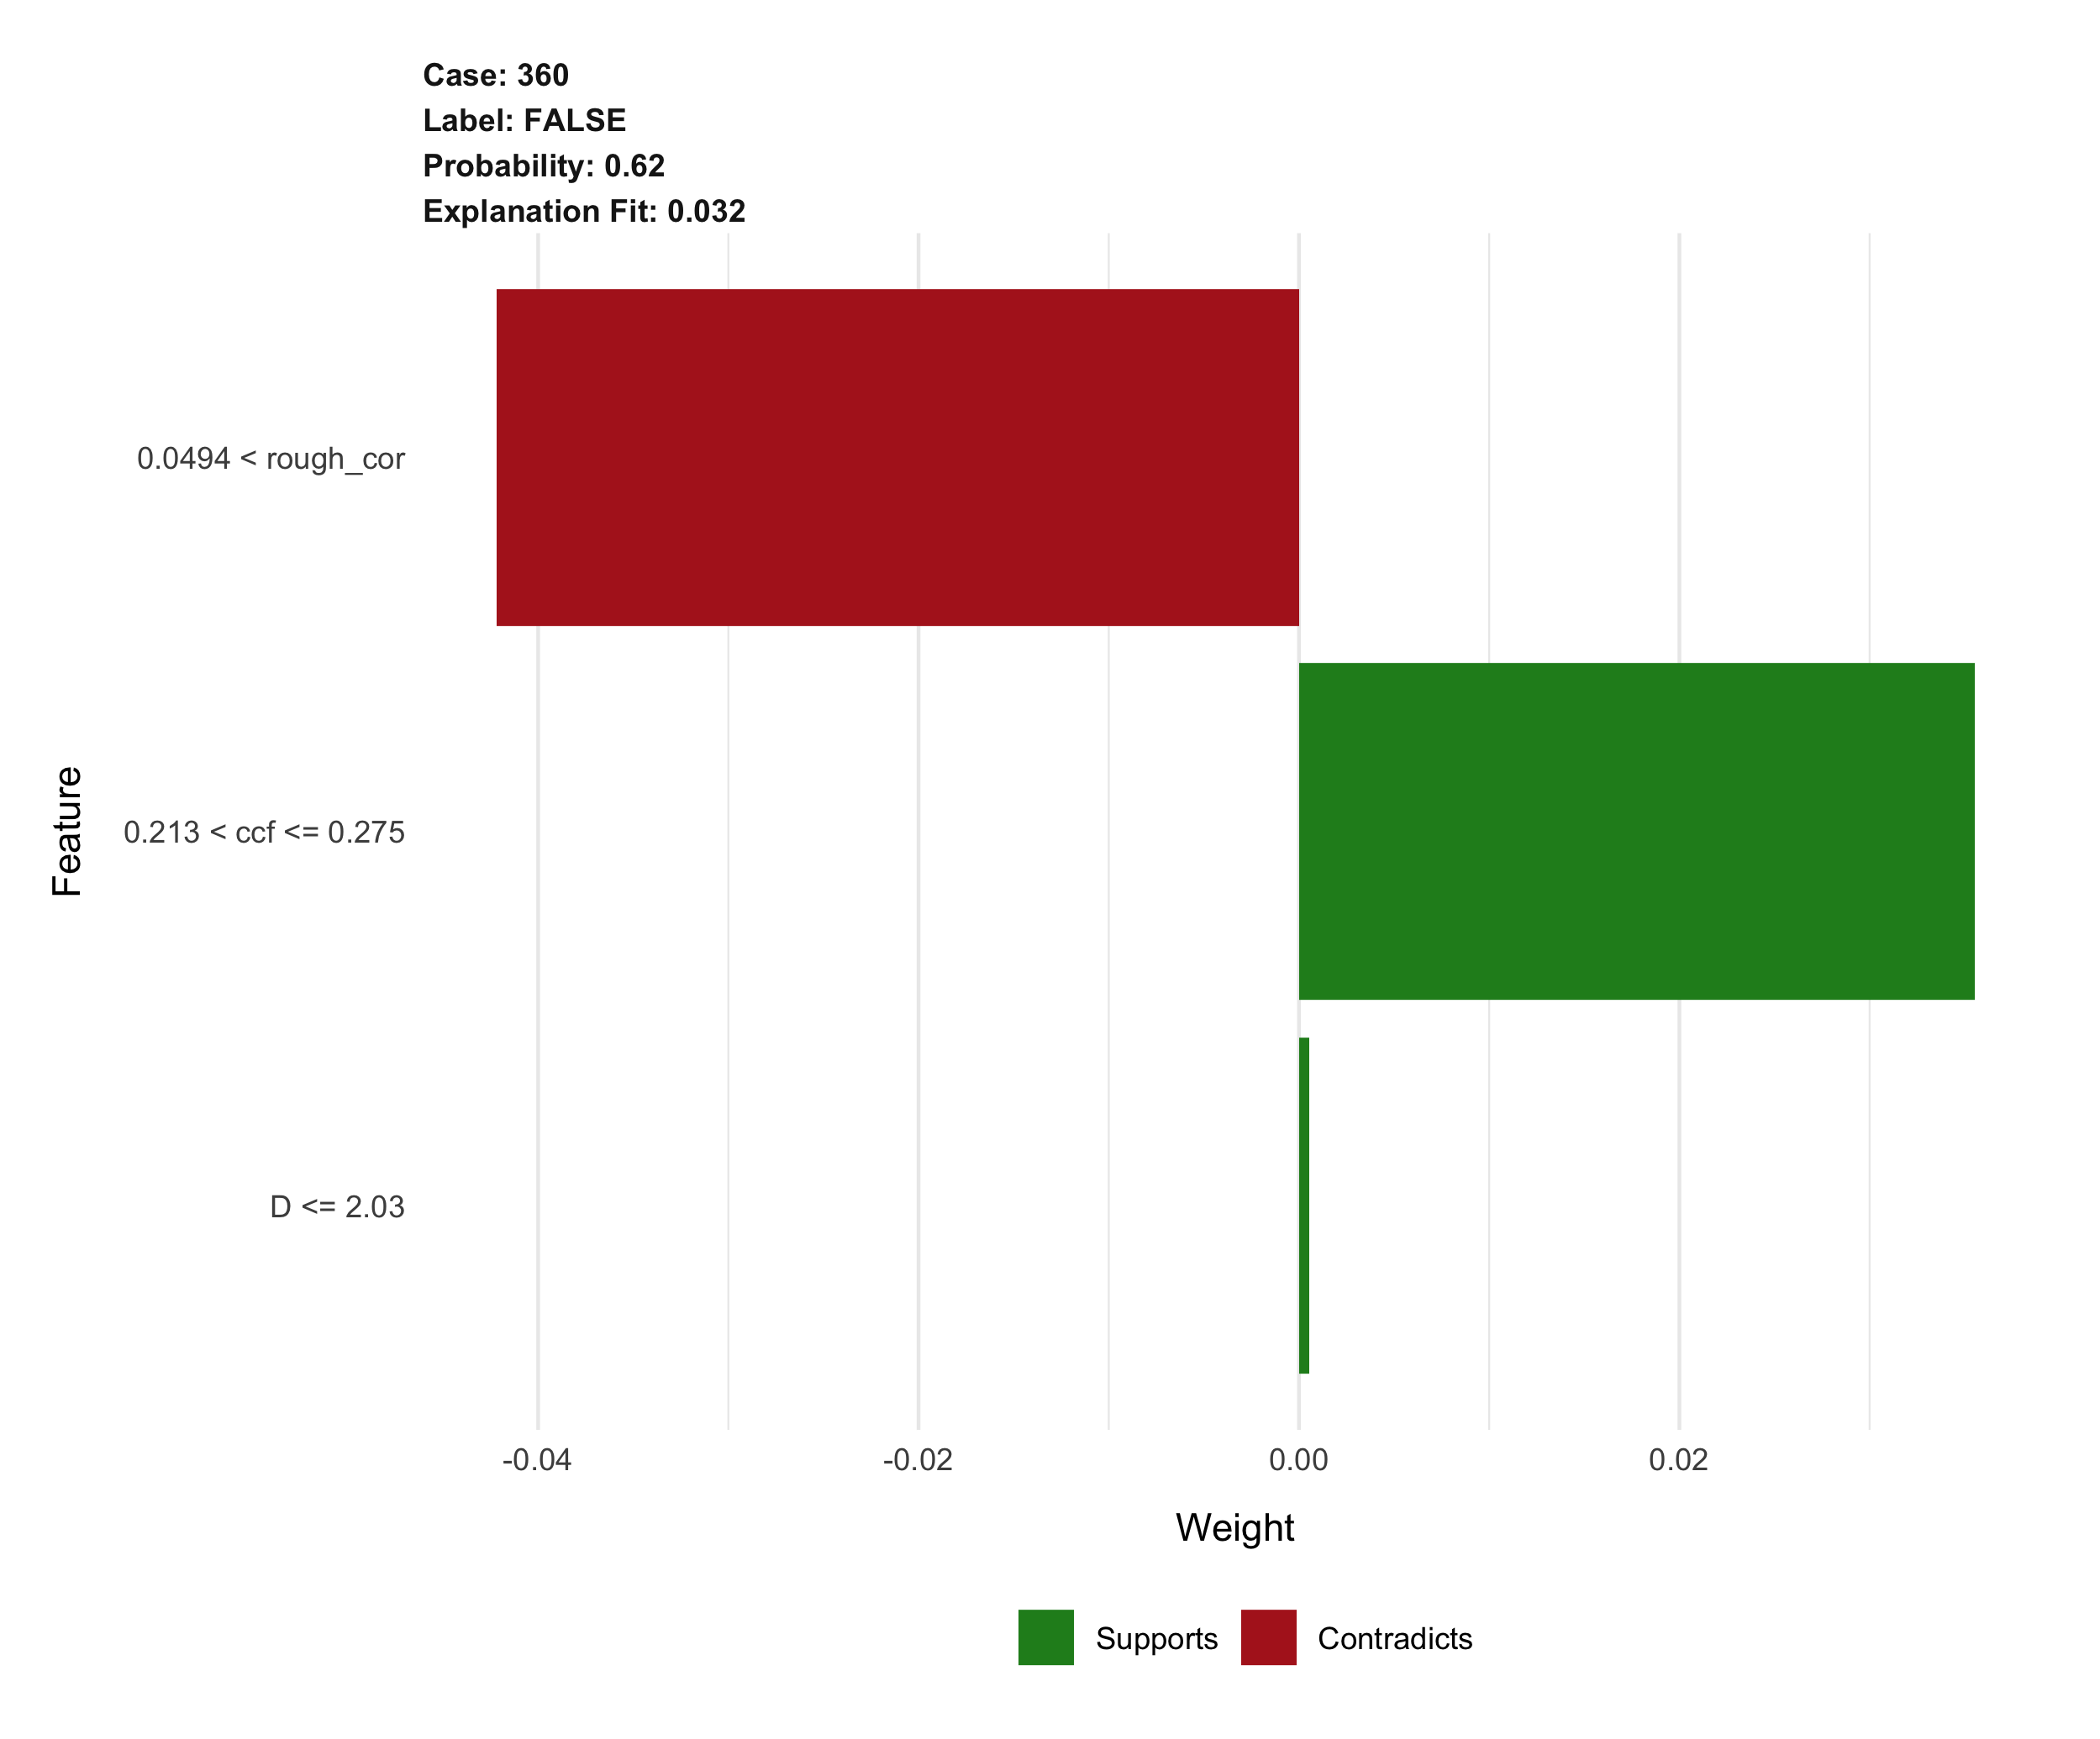 Case: 360
Label: FALSE
Probability: 0.62
Explanation Fit: 0.032
Feature
0.0494 < rough_cor
0.213 < ccf <= 0.275
D <= 2.03
-0.04 -0.02 0.00 0.02
Weight
Supports Contradicts